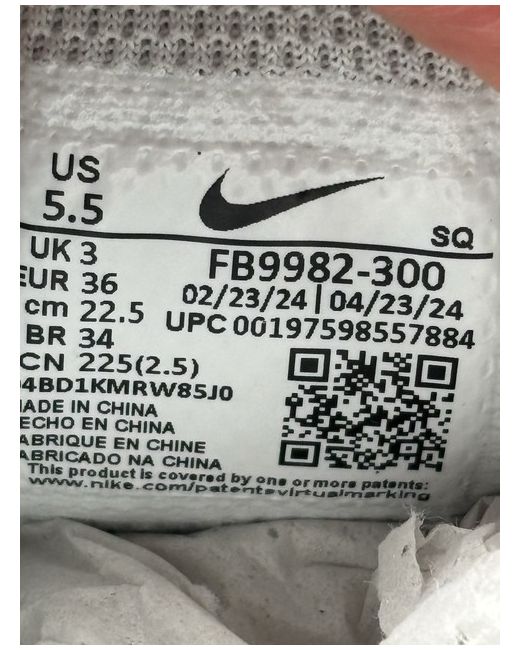 US
5.5
SQ
UK 3
FB9982-300
EUR 36
02/23/24 | 04/23/24
cm 22.5
UPC 00197598557884
BR 34
CN 225(2.5)
4BD1KMRW85J0
ADE IN CHINA
ECHO EN CHINA
ABRIQUE EN CHINE
ABRICADO NA CHINA
This product is covered by one or more patents:
www.nike.com/patentsvirtualmarking